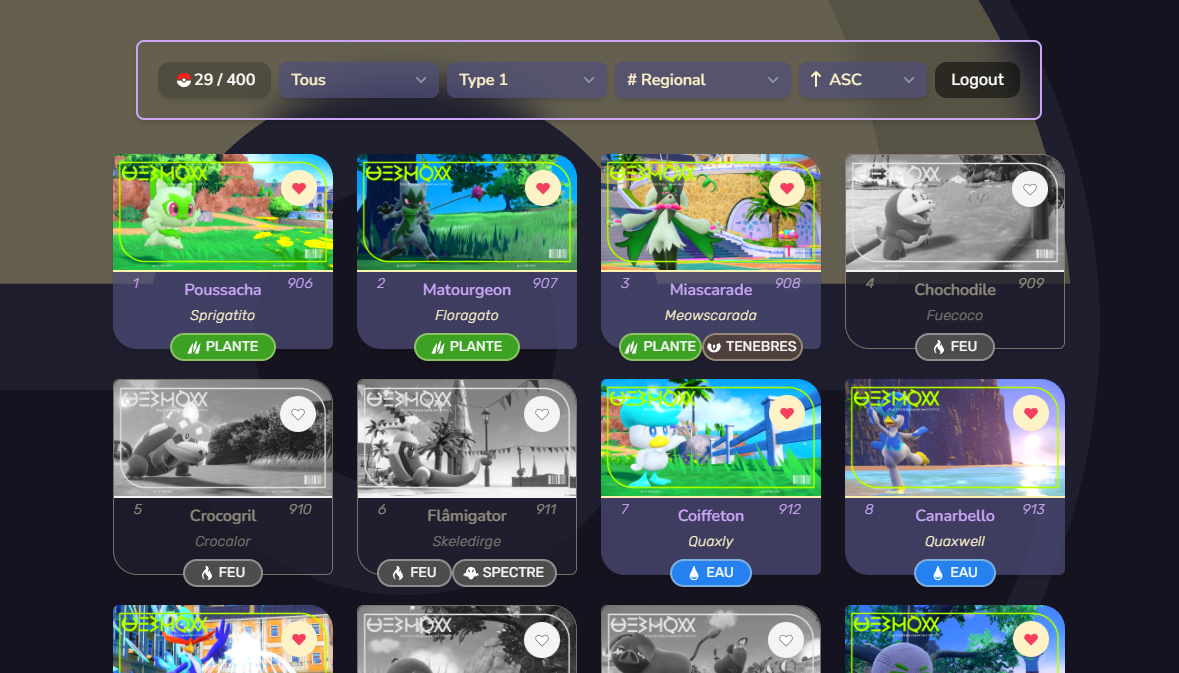 29 / 400 Tous Type 1 # Regional ASC Logout
WEBMOXX WEBMOXX WEBMOXX WEBMOXX
1 Poussacha 906 2 Matourgeon 907 3 Miascarade 908 4 Chochodile 909
Sprigatito Floragato Meowscarada Fuecoco
PLANTE PLANTE PLANTE TENEBRES FEU
WEBMOXX WEBMOXX WEBMOXX WEBMOXX
5 Crocogril 910 6 Flâmigator 911 7 Coiffeton 912 8 Canarbello 913
Crocalor Skeledirge Quaxly Quaxwell
FEU FEU SPECTRE EAU EAU
WEBMOXX WEBMOXX WEBMOXX WEBMOXX